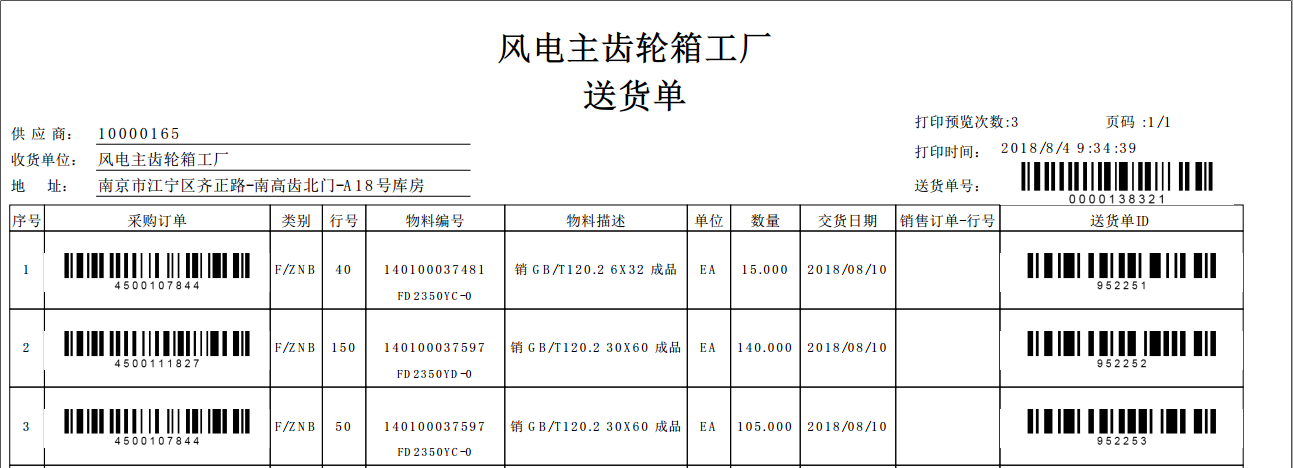 风电主齿轮箱工厂
送货单
供 应 商： 10000165
打印预览次数:3 页码 :1/1
收货单位: 风电主齿轮箱工厂
打印时间： 2018/8/4 9:34:39
地 址: 南京市江宁区齐正路-南高齿北门-A18号库房
送货单号：
0000138321
序号 采购订单 类别 行号 物料编号 物料描述 单位 数量 交货日期 销售订单-行号 送货单ID
1 4500107844 F/ZNB 40 140100037481 销 GB/T120.2 6X32 成品 EA 15.000 2018/08/10 952251
FD2350YC-0
2 4500111827 F/ZNB 150 140100037597 销 GB/T120.2 30X60 成品 EA 140.000 2018/08/10 952252
FD2350YD-0
3 4500107844 F/ZNB 50 140100037597 销 GB/T120.2 30X60 成品 EA 105.000 2018/08/10 952253
FD2350YC-0